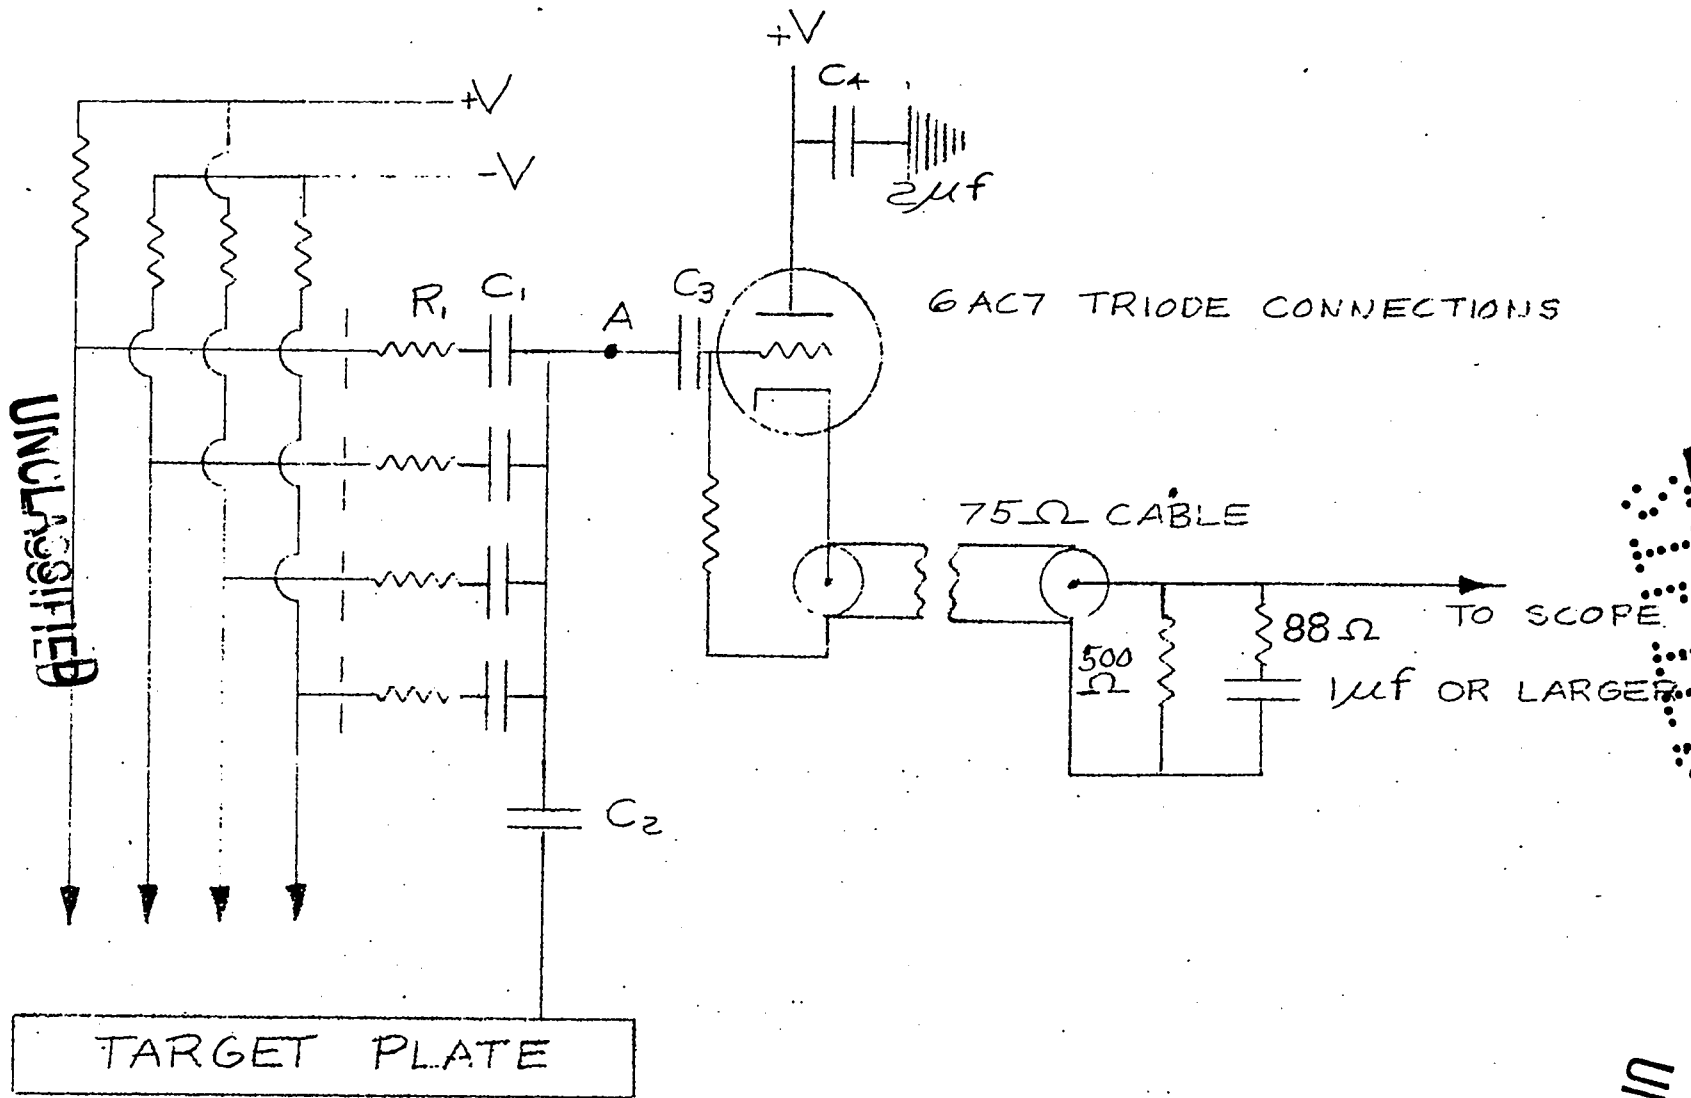 +V
C4
+V
-V
2μf
R1
C1
A
C3
6AC7 TRIODE CONNECTIONS
UNCLASSIFIED
75Ω CABLE
TO SCOPE
88Ω
500
Ω
1μf OR LARGER
C2
TARGET PLATE